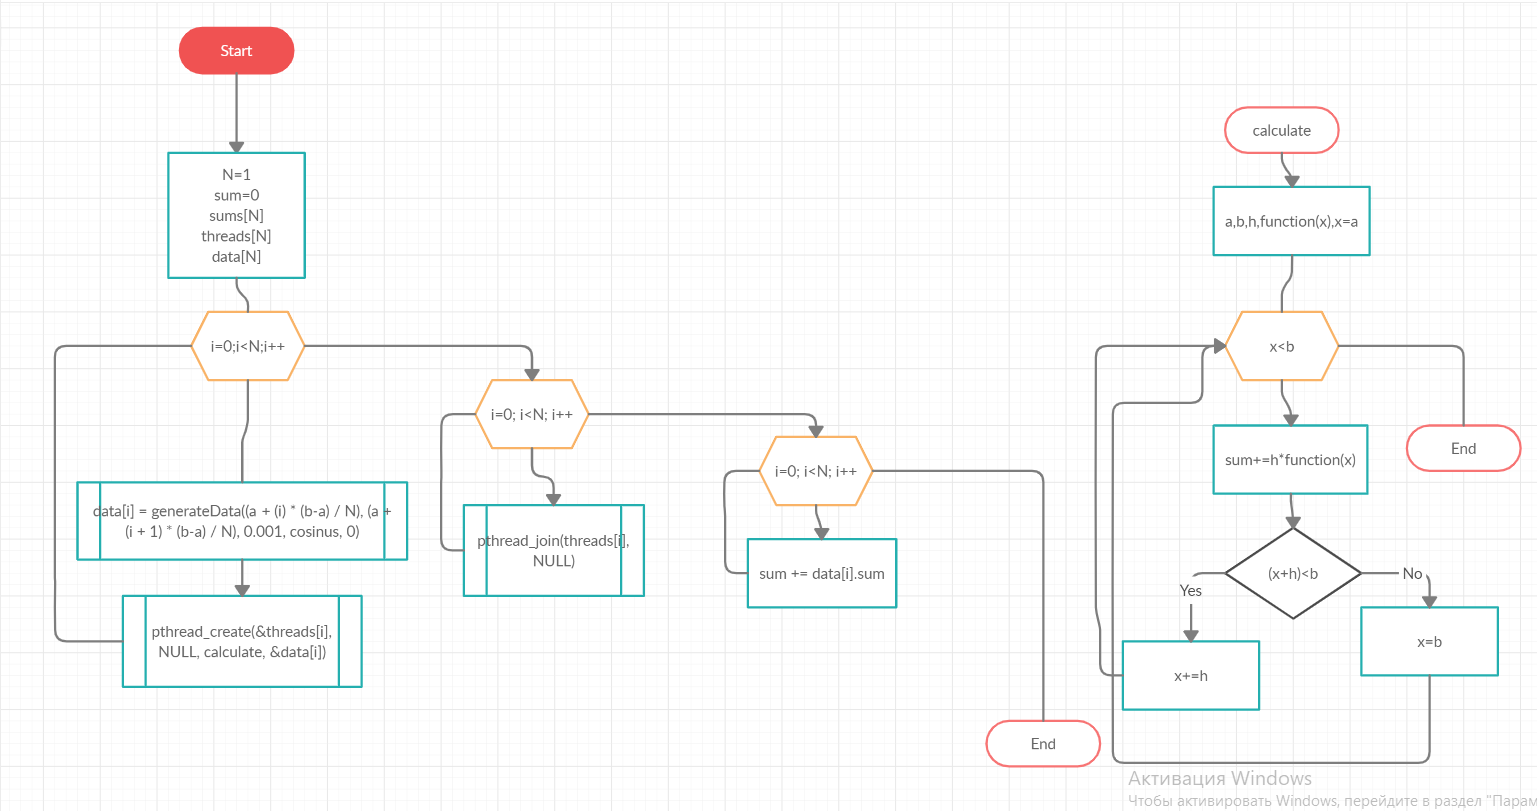 Start
N=1
sum=0
sums[N]
threads[N]
data[N]
i=0;i<N;i++
data[i] = generateData((a + (i) * (b-a) / N), (a +
(i + 1) * (b-a) / N), 0.001, cosinus, 0)
pthread_create(&threads[i],
NULL, calculate, &data[i])
i=0; i<N; i++
pthread_join(threads[i],
NULL)
i=0; i<N; i++
sum += data[i].sum
End
calculate
a,b,h,function(x),x=a
x<b
sum+=h*function(x)
End
(x+h)<b
Yes
No
x+=h
x=b
Активация Windows
Чтобы активировать Windows, перейдите в раздел "Парам